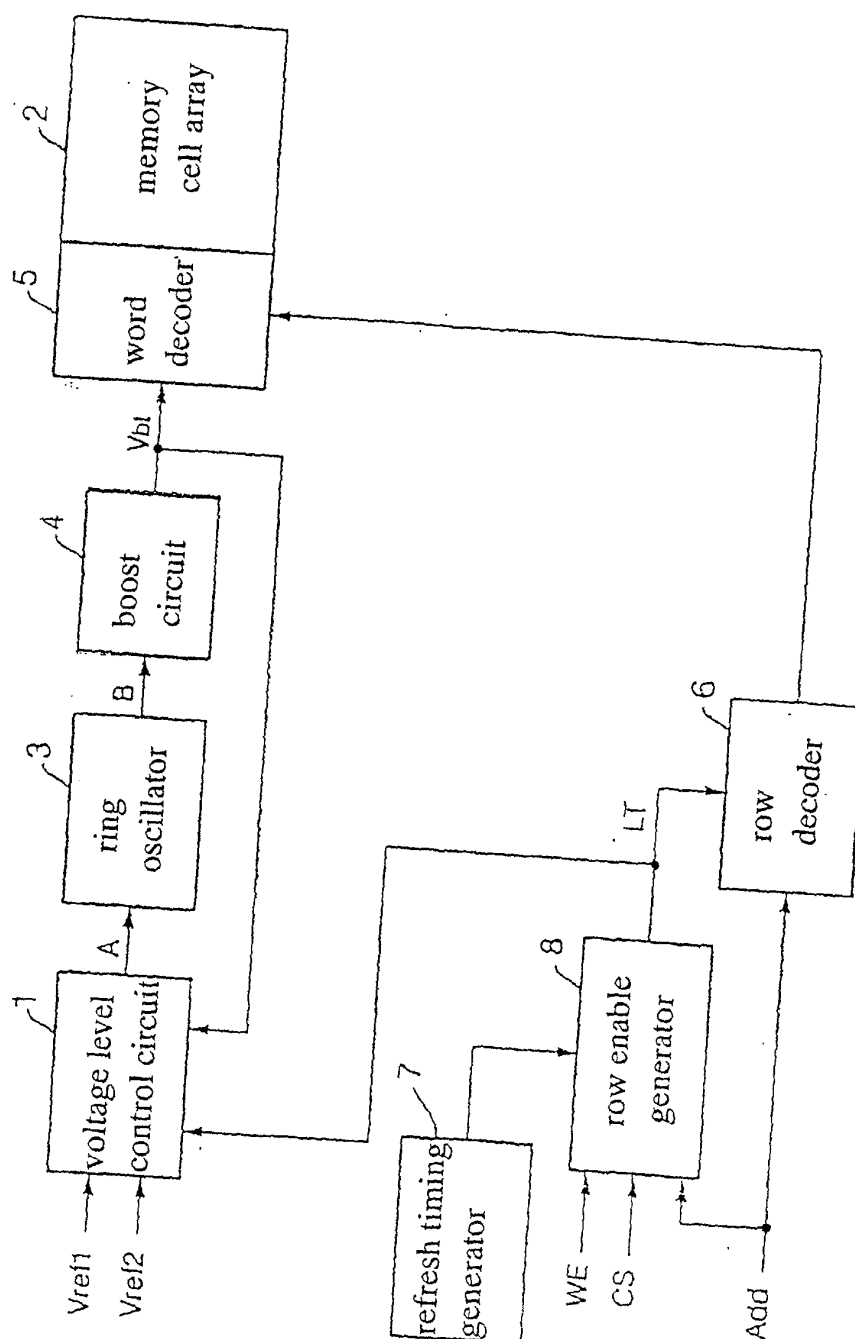 Vref1
Vref2
1
voltage level
control circuit
A
3
ring
oscillator
B
4
boost
circuit
Vbt
5
word
decoder
2
memory
cell array
7
refresh timing
generator
WE
CS
Add
8
row enable
generator
LT
6
row
decoder